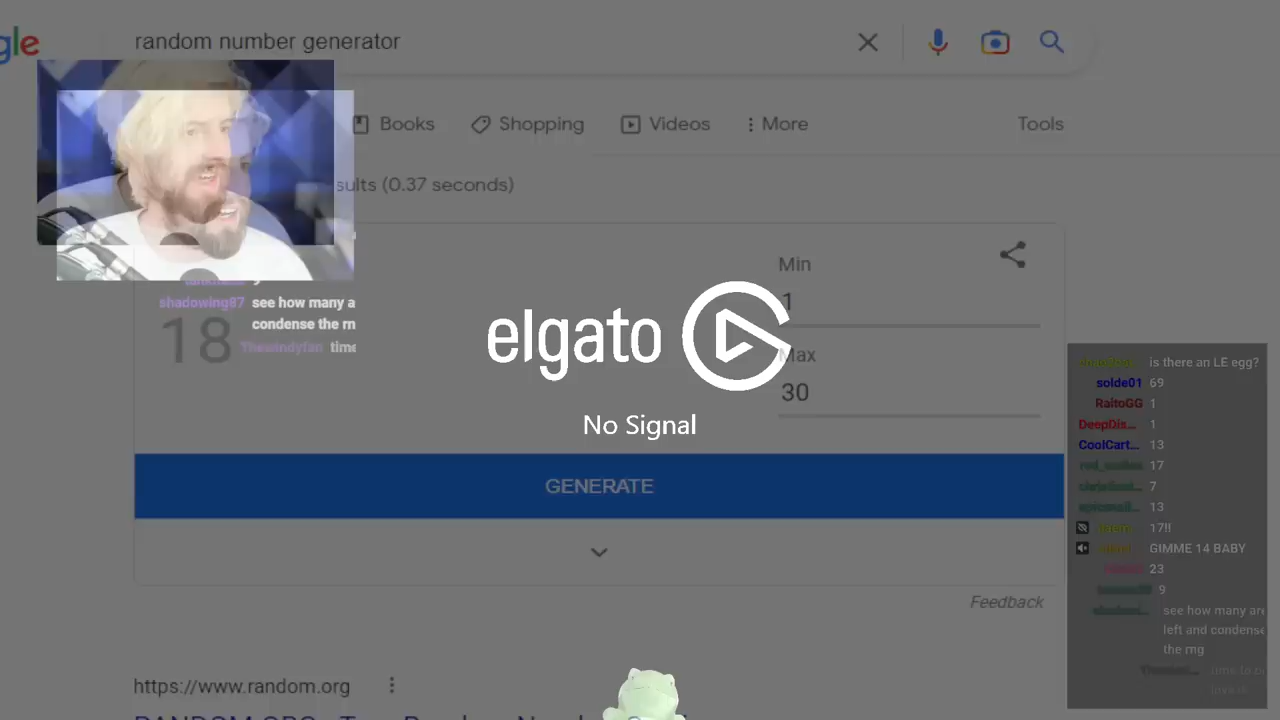 gle
random number generator
Books
Shopping
Videos
More
Tools
sults (0.37 seconds)
Min
1
shadowing87 see how many a
condense the rn
Thewindyfan time
18
elgato
Max
30
No Signal
GENERATE
Feedback
https://www.random.org
is there an LE egg?
solde01 69
RaitoGG 1
DeepDis... 1
CoolCart... 13
17
7
13
17!!
GIMME 14 BABY
23
9
see how many are
left and condense
the rng